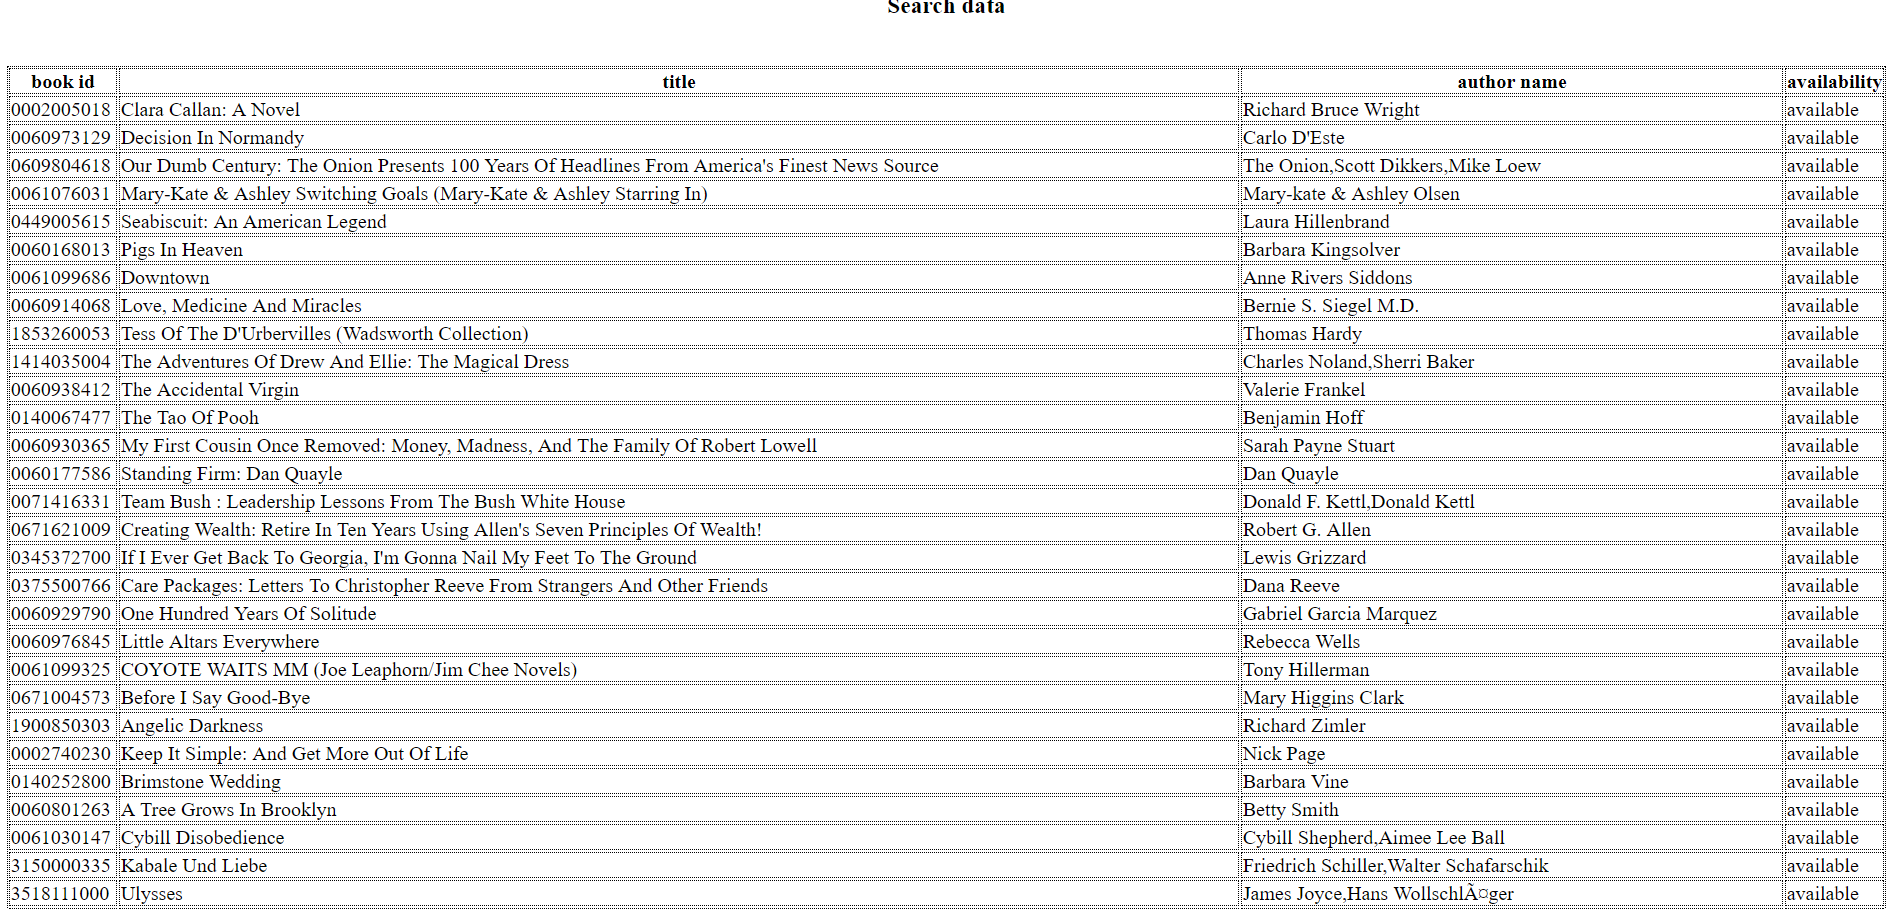 Search data
book id title author name availability
0002005018 Clara Callan: A Novel Richard Bruce Wright available
0060973129 Decision In Normandy Carlo D'Este available
0609804618 Our Dumb Century: The Onion Presents 100 Years Of Headlines From America's Finest News Source The Onion,Scott Dikkers,Mike Loew available
0061076031 Mary-Kate & Ashley Switching Goals (Mary-Kate & Ashley Starring In) Mary-kate & Ashley Olsen available
0449005615 Seabiscuit: An American Legend Laura Hillenbrand available
0060168013 Pigs In Heaven Barbara Kingsolver available
0061099686 Downtown Anne Rivers Siddons available
0060914068 Love, Medicine And Miracles Bernie S. Siegel M.D. available
1853260053 Tess Of The D'Urbervilles (Wadsworth Collection) Thomas Hardy available
1414035004 The Adventures Of Drew And Ellie: The Magical Dress Charles Noland,Sherri Baker available
0060938412 The Accidental Virgin Valerie Frankel available
0140067477 The Tao Of Pooh Benjamin Hoff available
0060930365 My First Cousin Once Removed: Money, Madness, And The Family Of Robert Lowell Sarah Payne Stuart available
0060177586 Standing Firm: Dan Quayle Dan Quayle available
0071416331 Team Bush : Leadership Lessons From The Bush White House Donald F. Kettl,Donald Kettl available
0671621009 Creating Wealth: Retire In Ten Years Using Allen's Seven Principles Of Wealth! Robert G. Allen available
0345372700 If I Ever Get Back To Georgia, I'm Gonna Nail My Feet To The Ground Lewis Grizzard available
0375500766 Care Packages: Letters To Christopher Reeve From Strangers And Other Friends Dana Reeve available
0060929790 One Hundred Years Of Solitude Gabriel Garcia Marquez available
0060976845 Little Altars Everywhere Rebecca Wells available
0061099325 COYOTE WAITS MM (Joe Leaphorn/Jim Chee Novels) Tony Hillerman available
0671004573 Before I Say Good-Bye Mary Higgins Clark available
1900850303 Angelic Darkness Richard Zimler available
0002740230 Keep It Simple: And Get More Out Of Life Nick Page available
0140252800 Brimstone Wedding Barbara Vine available
0060801263 A Tree Grows In Brooklyn Betty Smith available
0061030147 Cybill Disobedience Cybill Shepherd,Aimee Lee Ball available
3150000335 Kabale Und Liebe Friedrich Schiller,Walter Schafarschik available
3518111000 Ulysses James Joyce,Hans WollschlÃ¤ger available